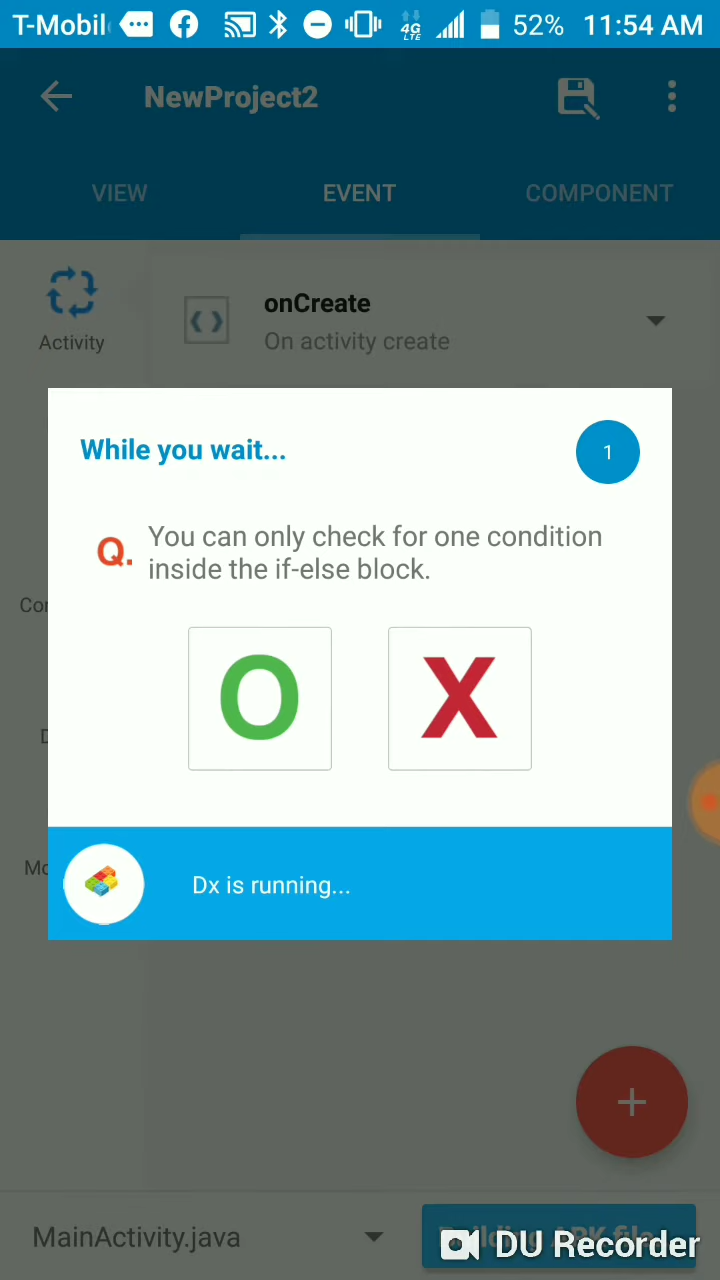 T-Mobil
4G
LTE
52%
11:54 AM
NewProject2
VIEW
EVENT
COMPONENT
onCreate
On activity create
Activity
While you wait...
1
Q. You can only check for one condition
inside the if-else block.
O
X
Dx is running...
+
MainActivity.java
DU Recorder